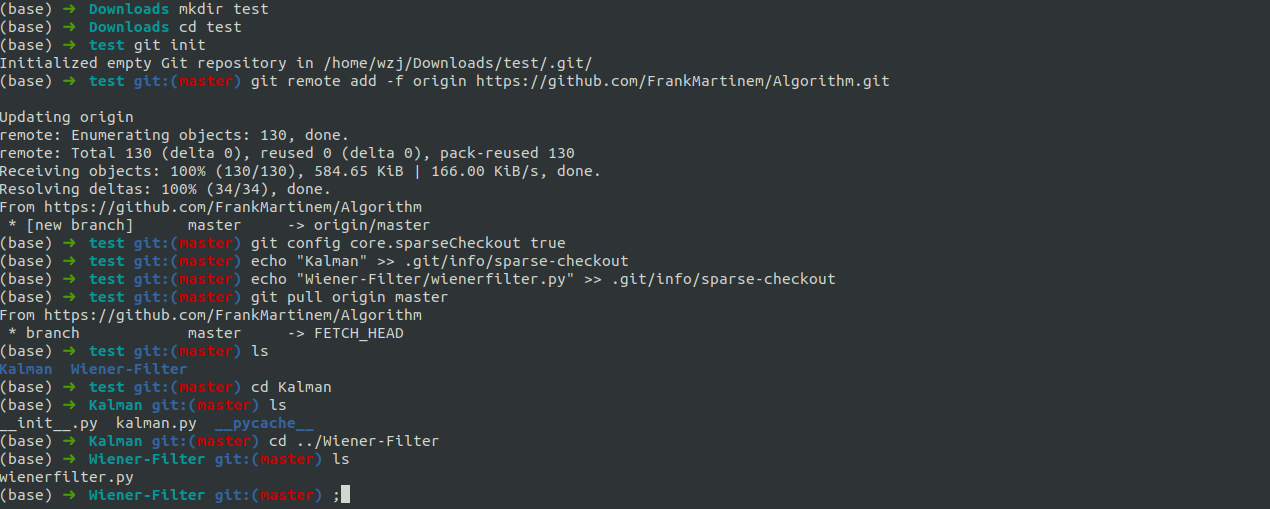 (base) ➜ Downloads mkdir test
(base) ➜ Downloads cd test
(base) ➜ test git init
Initialized empty Git repository in /home/wzj/Downloads/test/.git/
(base) ➜ test git:(master) git remote add -f origin https://github.com/FrankMartinem/Algorithm.git
Updating origin
remote: Enumerating objects: 130, done.
remote: Total 130 (delta 0), reused 0 (delta 0), pack-reused 130
Receiving objects: 100% (130/130), 584.65 KiB | 166.00 KiB/s, done.
Resolving deltas: 100% (34/34), done.
From https://github.com/FrankMartinem/Algorithm
* [new branch] master -> origin/master
(base) ➜ test git:(master) git config core.sparseCheckout true
(base) ➜ test git:(master) echo "Kalman" >> .git/info/sparse-checkout
(base) ➜ test git:(master) echo "Wiener-Filter/wienerfilter.py" >> .git/info/sparse-checkout
(base) ➜ test git:(master) git pull origin master
From https://github.com/FrankMartinem/Algorithm
* branch master -> FETCH_HEAD
(base) ➜ test git:(master) ls
Kalman Wiener-Filter
(base) ➜ test git:(master) cd Kalman
(base) ➜ Kalman git:(master) ls
__init__.py kalman.py __pycache__
(base) ➜ Kalman git:(master) cd ../Wiener-Filter
(base) ➜ Wiener-Filter git:(master) ls
wienerfilter.py
(base) ➜ Wiener-Filter git:(master) ;